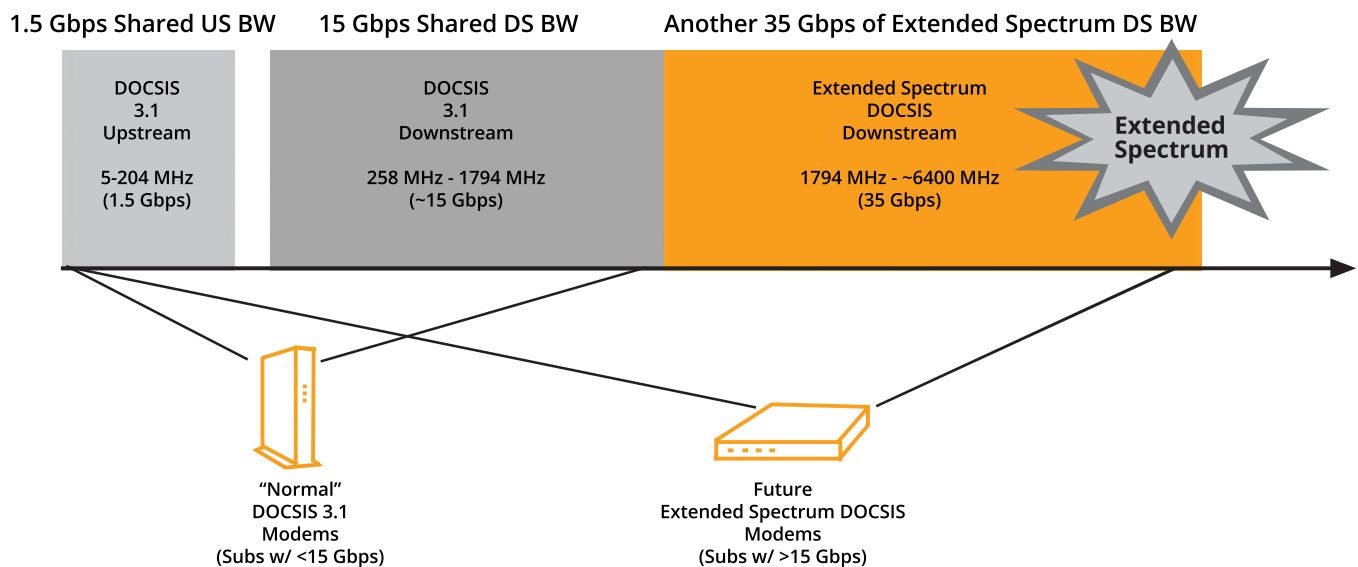 1.5 Gbps Shared US BW
15 Gbps Shared DS BW
Another 35 Gbps of Extended Spectrum DS BW
DOCSIS
3.1
Upstream
5-204 MHz
(1.5 Gbps)
DOCSIS
3.1
Downstream
258 MHz - 1794 MHz
(~15 Gbps)
Extended Spectrum
DOCSIS
Downstream
1794 MHz - ~6400 MHz
(35 Gbps)
Extended
Spectrum
“Normal”
DOCSIS 3.1
Modems
(Subs w/ <15 Gbps)
Future
Extended Spectrum DOCSIS
Modems
(Subs w/ >15 Gbps)